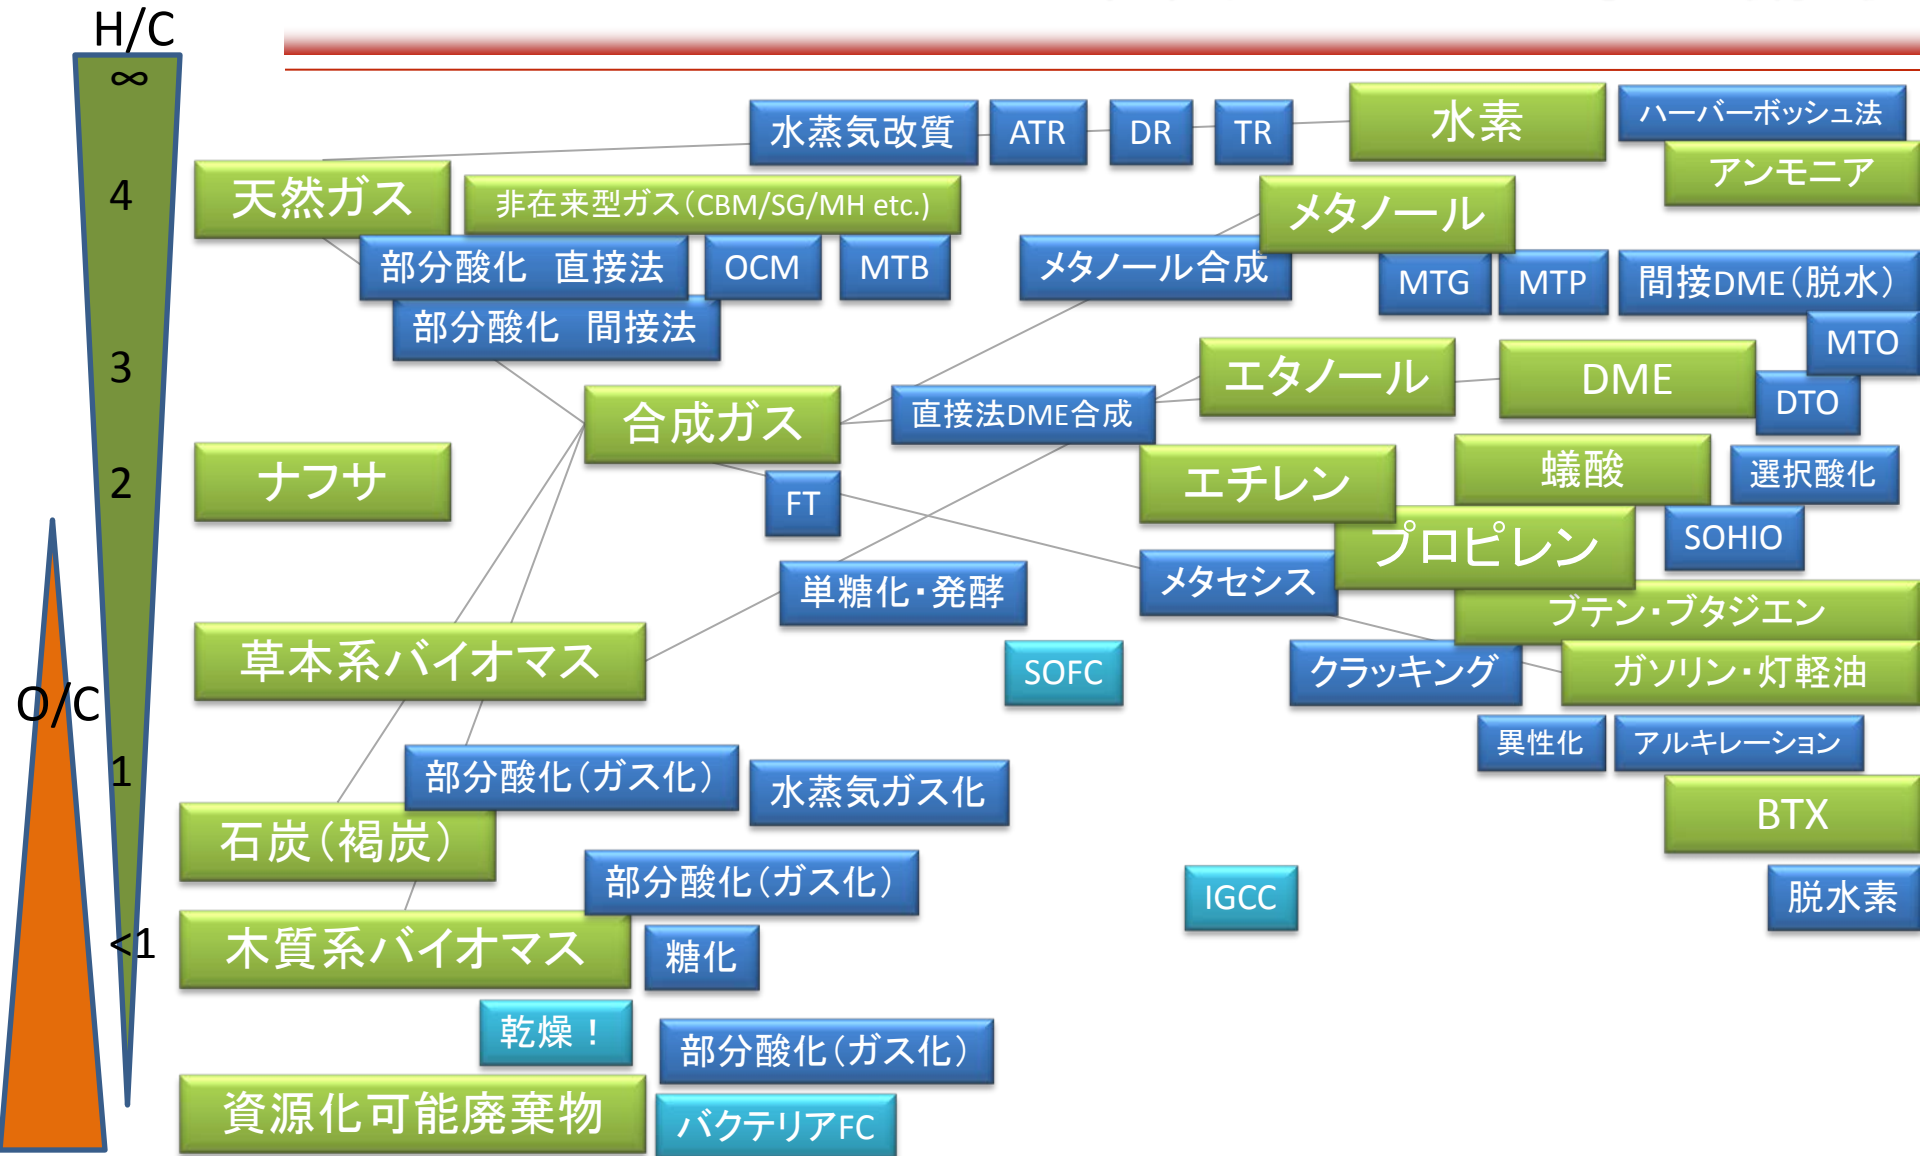 H/C
∞
水蒸気改質
ATR
DR
TR
水素
ハーバーボッシュ法
アンモニア
4
天然ガス
非在来型ガス（CBM/SG/MH etc.)
メタノール
部分酸化　直接法
OCM
MTB
メタノール合成
MTG
MTP
間接DME（脱水）
部分酸化　間接法
MTO
3
エタノール
DME
DTO
合成ガス
直接法DME合成
ナフサ
2
FT
エチレン
蟻酸
選択酸化
プロピレン
SOHIO
単糖化・発酵
メタセシス
ブテン・ブタジエン
草本系バイオマス
SOFC
クラッキング
ガソリン・灯軽油
O/C
異性化
アルキレーション
1
部分酸化（ガス化）
水蒸気ガス化
BTX
石炭（褐炭）
部分酸化（ガス化）
IGCC
脱水素
<1
木質系バイオマス
糖化
乾燥！
部分酸化（ガス化）
資源化可能廃棄物
バクテリアFC